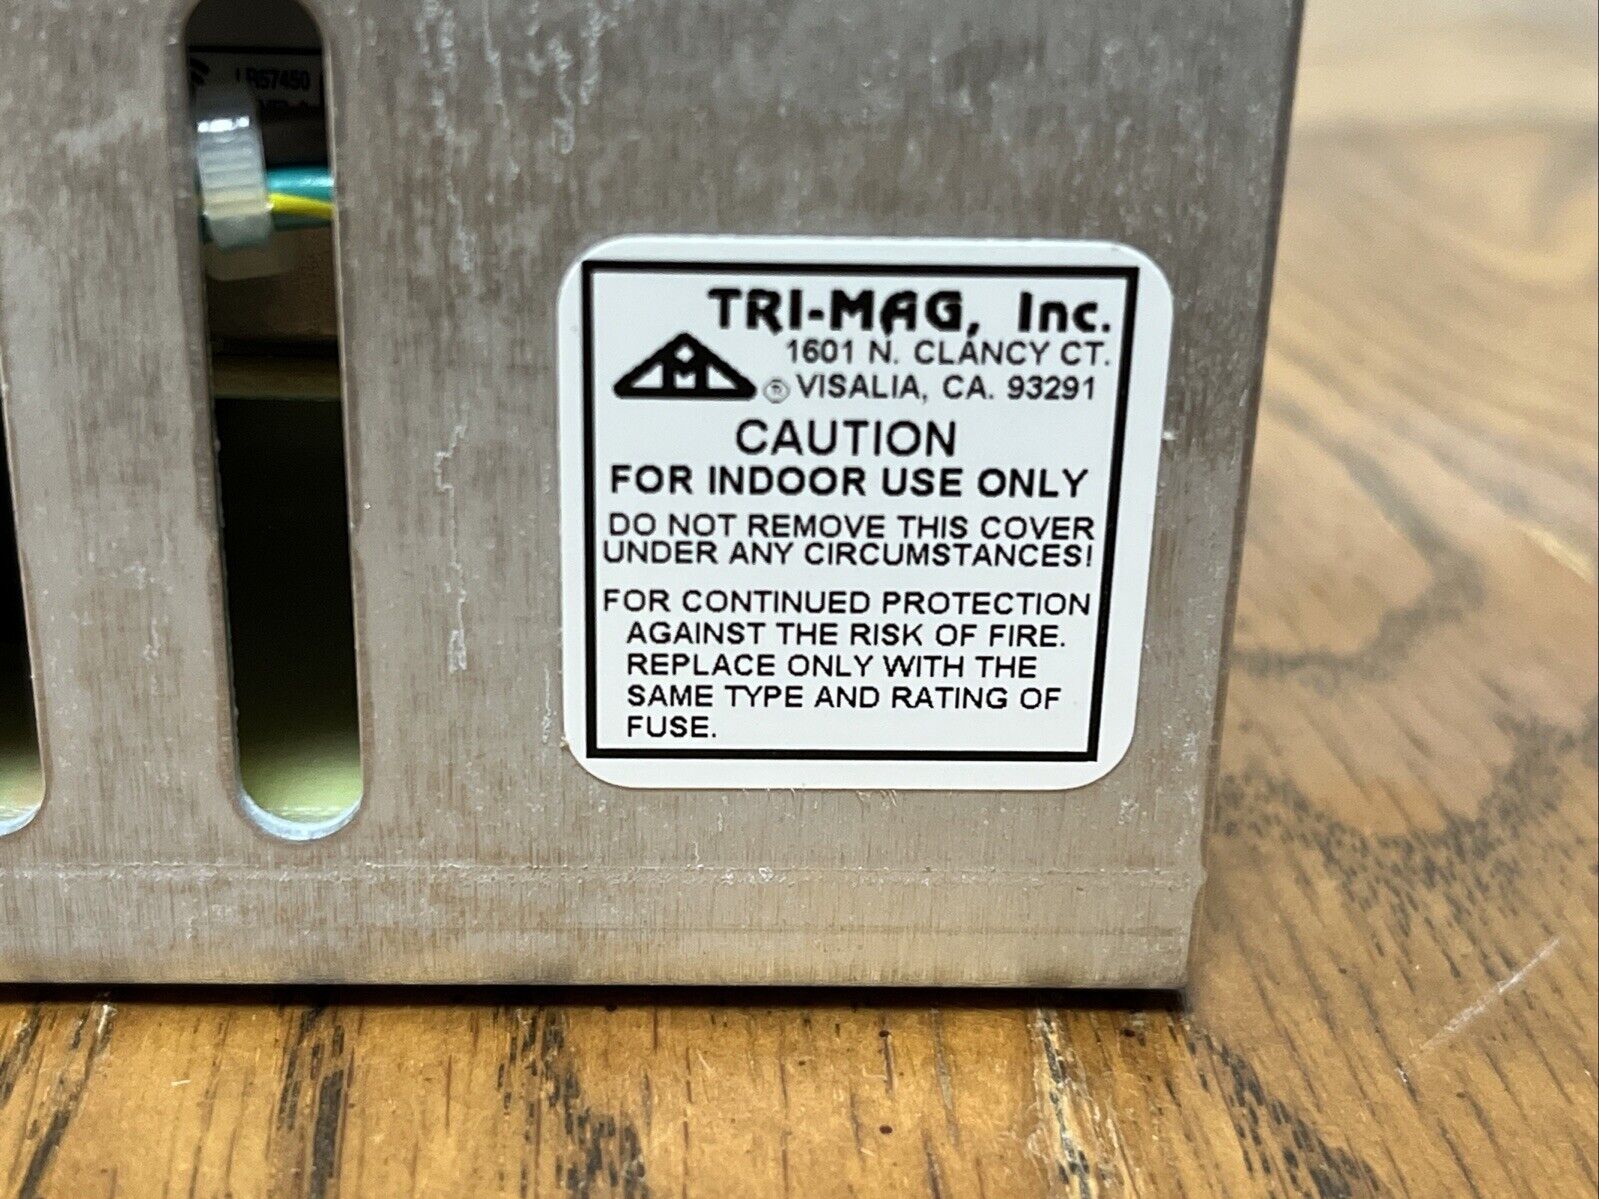 LR57450
TRI-MAG, Inc.
1601 N. CLANCY CT.
® VISALIA, CA. 93291
CAUTION
FOR INDOOR USE ONLY
DO NOT REMOVE THIS COVER
UNDER ANY CIRCUMSTANCES!
FOR CONTINUED PROTECTION
AGAINST THE RISK OF FIRE.
REPLACE ONLY WITH THE
SAME TYPE AND RATING OF
FUSE.